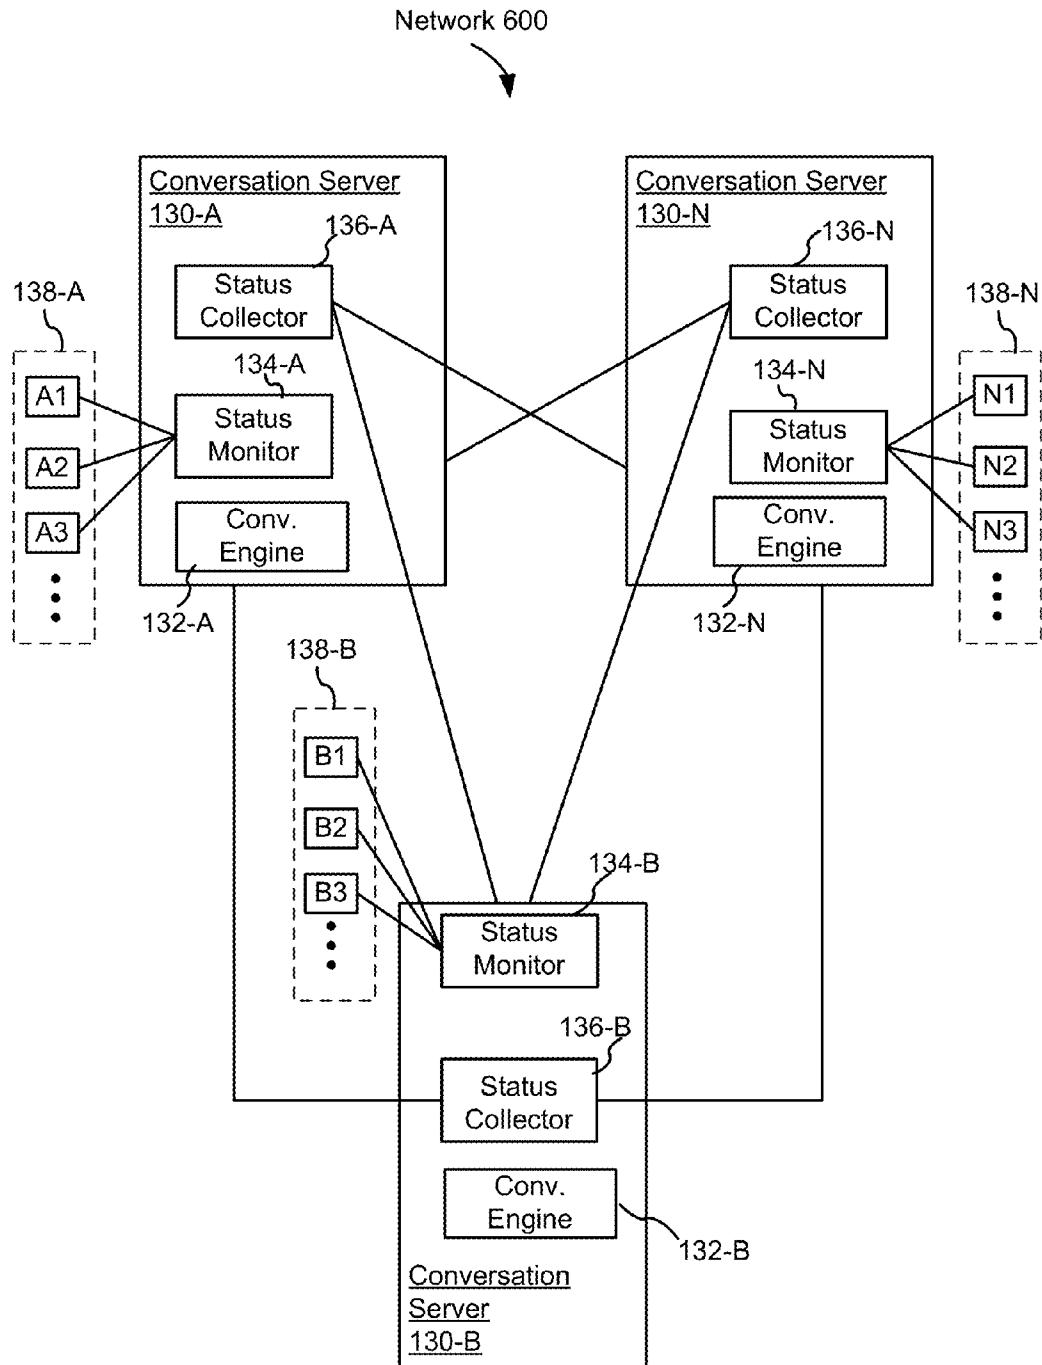 Network 600
Conversation Server
130-A
136-A
Status
Collector
138-A
134-A
A1
A2
A3
Status
Monitor
Conv.
Engine
132-A
Conversation Server
130-N
136-N
Status
Collector
138-N
134-N
Status
Monitor
N1
N2
N3
Conv.
Engine
132-N
138-B
B1
B2
B3
134-B
Status
Monitor
136-B
Status
Collector
Conv.
Engine
132-B
Conversation
Server
130-B